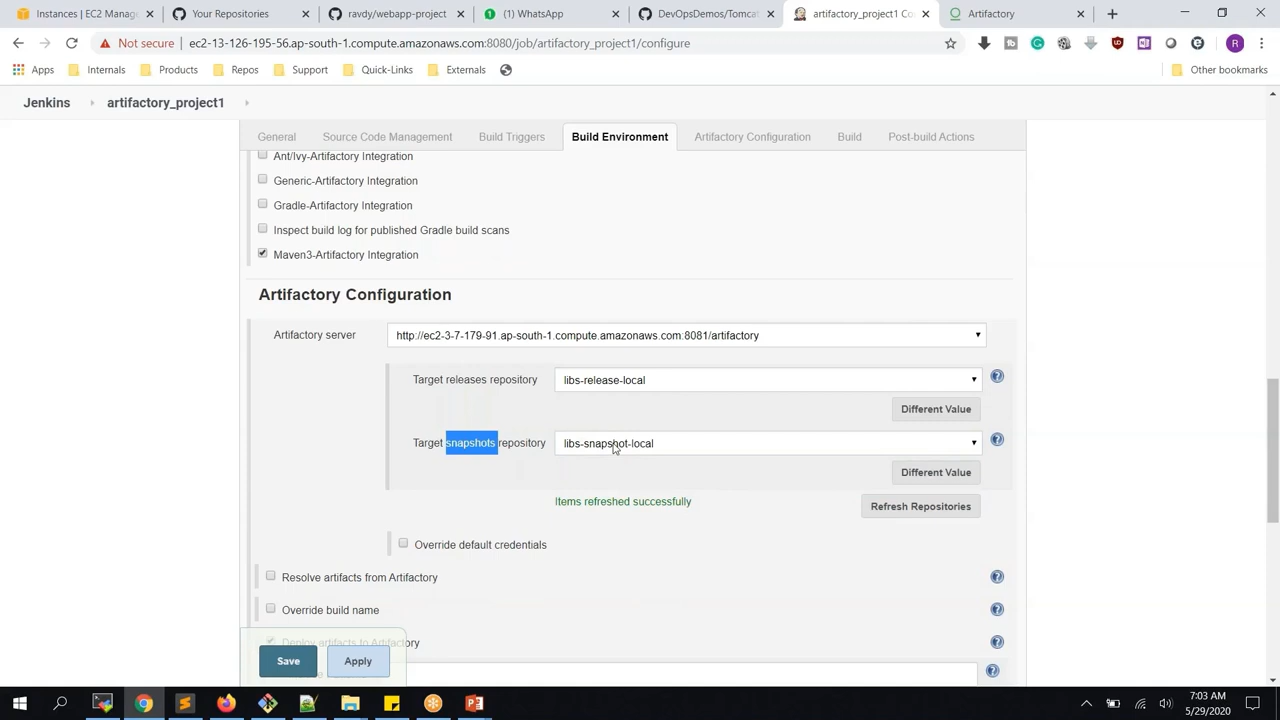 Instances | EC2 Manag
Your Repositories
ravdy/webapp-project
(1) WhatsApp
DevOpsDemos/Tomcat
artifactory_project1 Co
Artifactory
Not secure
ec2-13-126-195-56.ap-south-1.compute.amazonaws.com:8080/job/artifactory_project1/configure
Apps
Internals
Products
Repos
Support
Quick-Links
Externals
Other bookmarks
Jenkins
artifactory_project1
General
Source Code Management
Build Triggers
Build Environment
Artifactory Configuration
Build
Post-build Actions
Ant/Ivy-Artifactory Integration
Generic-Artifactory Integration
Gradle-Artifactory Integration
Inspect build log for published Gradle build scans
Maven3-Artifactory Integration
Artifactory Configuration
Artifactory server
http://ec2-3-7-179-91.ap-south-1.compute.amazonaws.com:8081/artifactory
Target releases repository
libs-release-local
Different Value
Target snapshots repository
libs-snapshot-local
Different Value
Items refreshed successfully
Refresh Repositories
Override default credentials
Resolve artifacts from Artifactory
Override build name
Deploy artifacts to Artifactory
Save
Apply
7:03 AM
5/29/2020